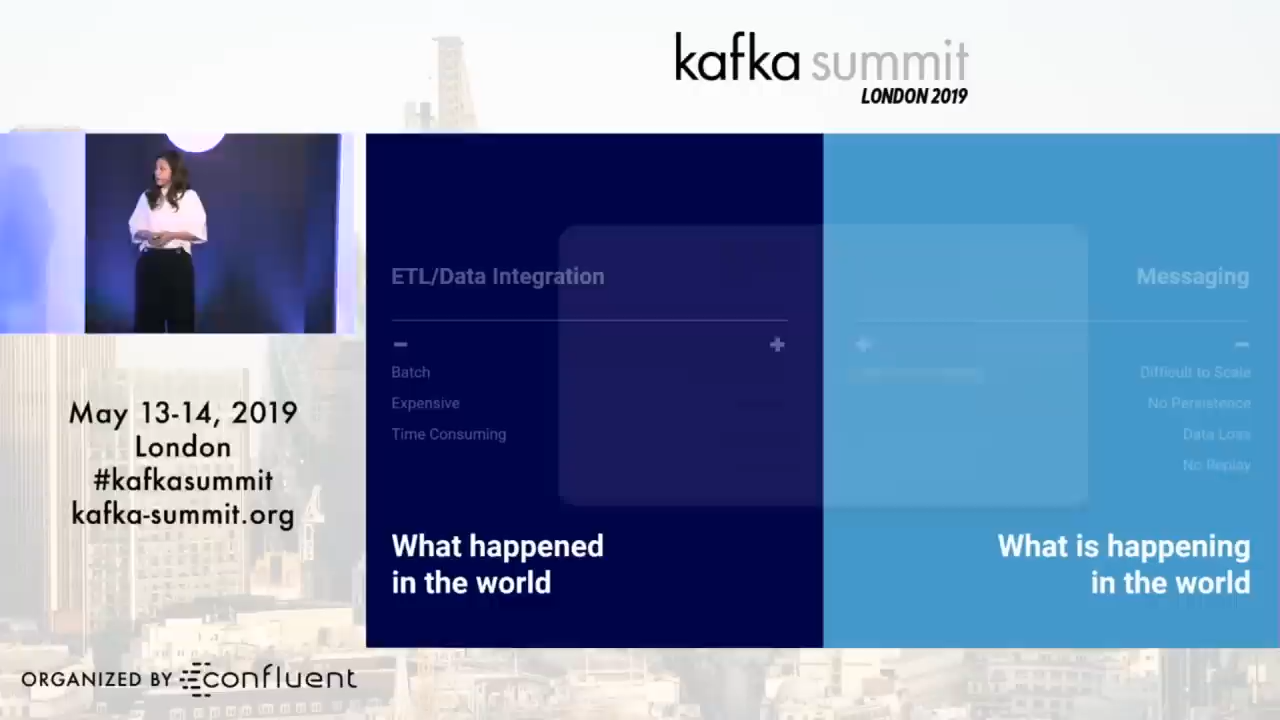 kafka summit
LONDON 2019
ETL/Data Integration
Messaging
Batch
Expensive
Time Consuming
Difficult to Scale
No Persistence
Data Loss
No Replay
What happened
in the world
What is happening
in the world
May 13-14, 2019
London
#kafkasummit
kafka-summit.org
ORGANIZED BY confluent